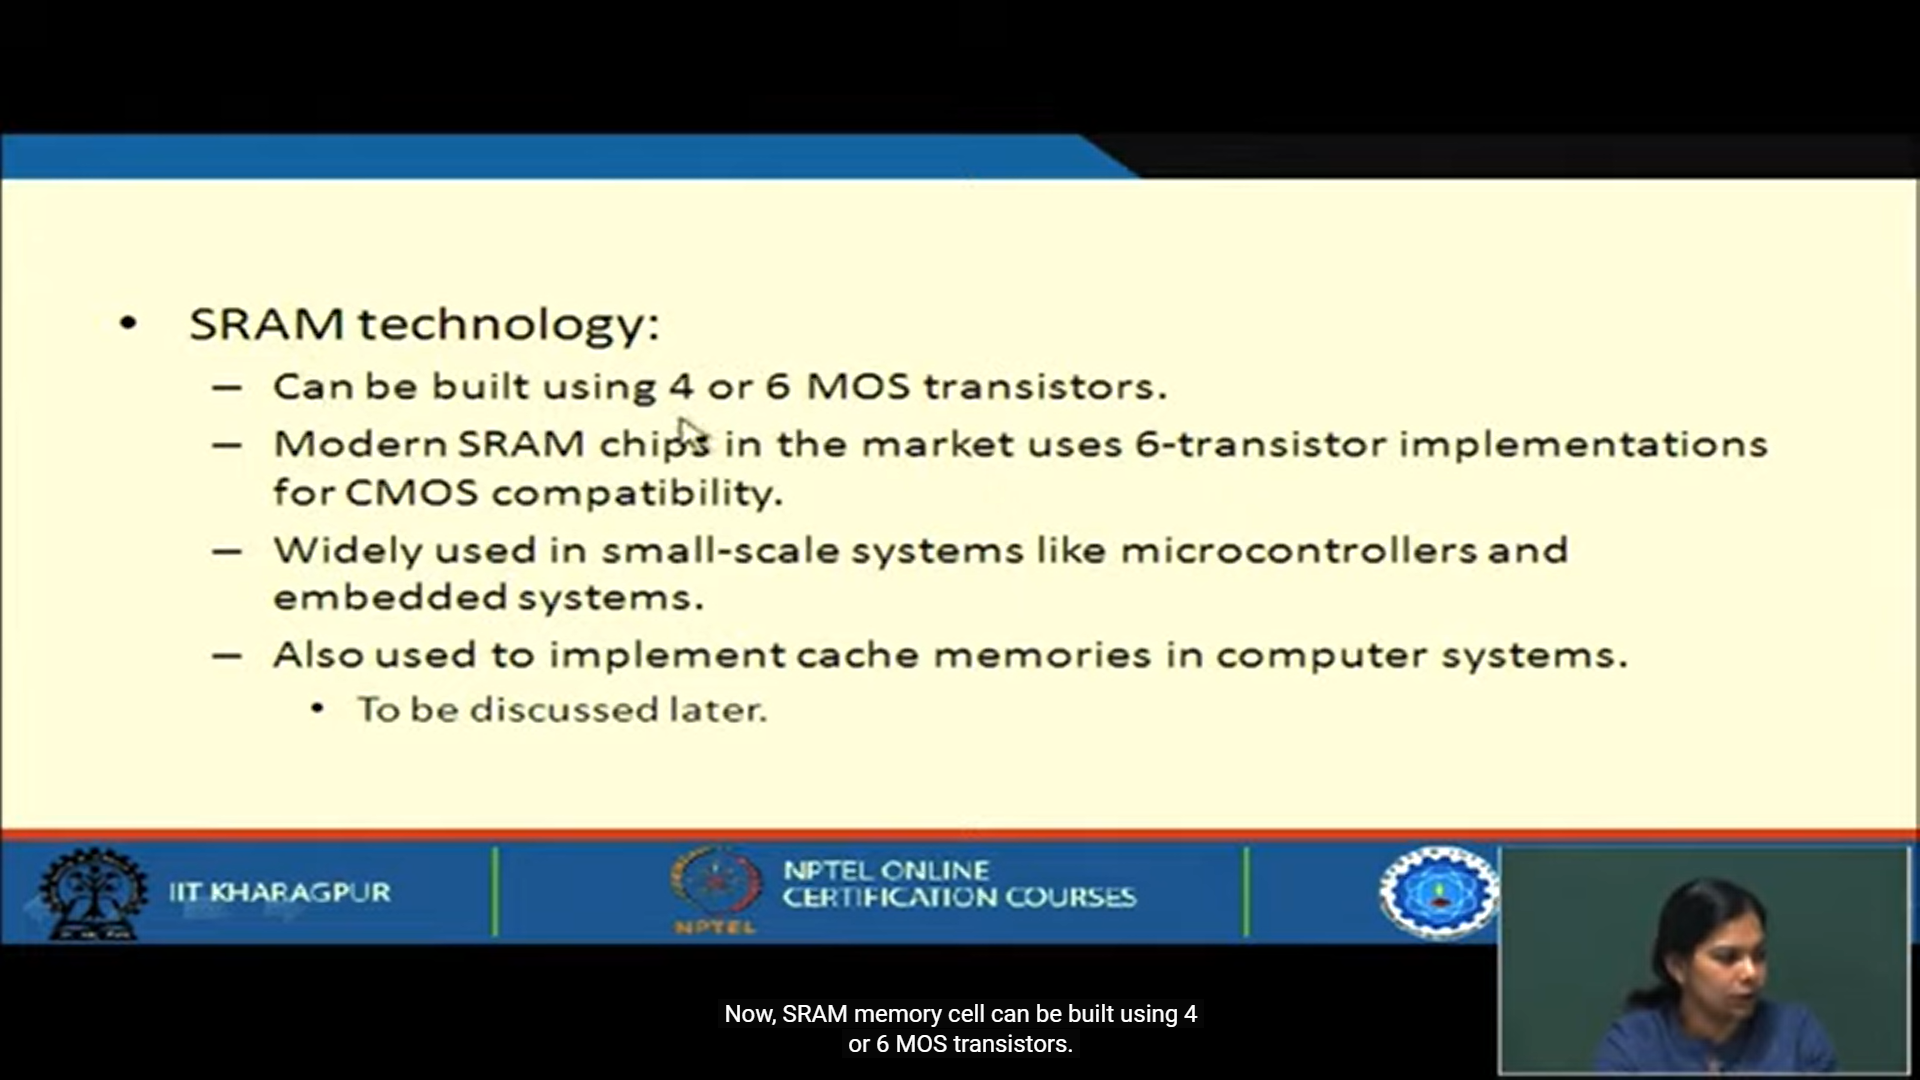 • SRAM technology:
– Can be built using 4 or 6 MOS transistors.
– Modern SRAM chips in the market uses 6-transistor implementations
for CMOS compatibility.
– Widely used in small-scale systems like microcontrollers and
embedded systems.
– Also used to implement cache memories in computer systems.
• To be discussed later.
IIT KHARAGPUR
NPTEL
NPTEL ONLINE
CERTIFICATION COURSES
Now, SRAM memory cell can be built using 4
or 6 MOS transistors.